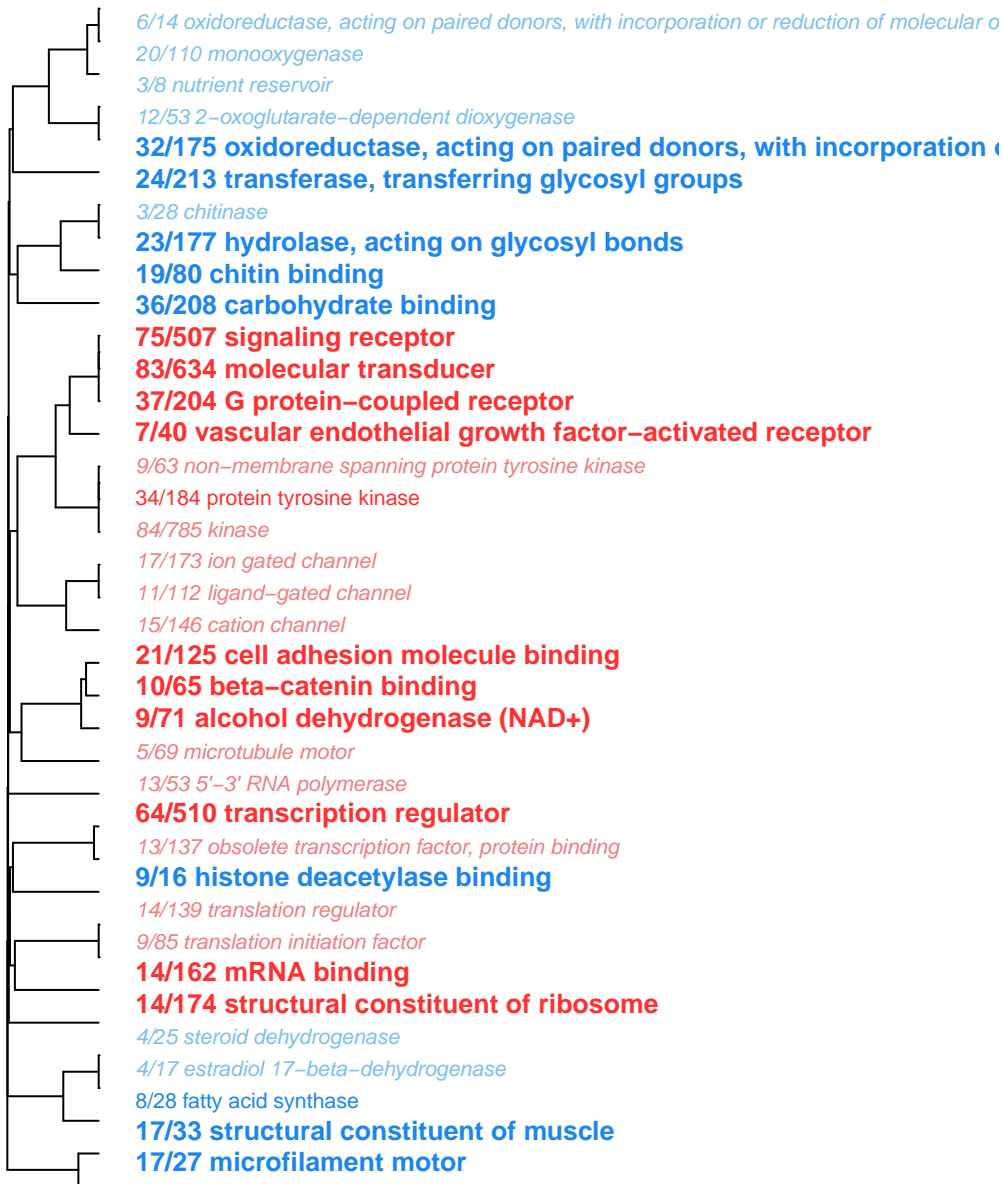 6/14 oxidoreductase, acting on paired donors, with incorporation or reduction of molecular o
20/110 monooxygenase
3/8 nutrient reservoir
12/53 2−oxoglutarate−dependent dioxygenase
32/175 oxidoreductase, acting on paired donors, with incorporation
24/213 transferase, transferring glycosyl groups
3/28 chitinase
23/177 hydrolase, acting on glycosyl bonds
19/80 chitin binding
36/208 carbohydrate binding
75/507 signaling receptor
83/634 molecular transducer
37/204 G protein−coupled receptor
7/40 vascular endothelial growth factor−activated receptor
9/63 non−membrane spanning protein tyrosine kinase
34/184 protein tyrosine kinase
84/785 kinase
17/173 ion gated channel
11/112 ligand−gated channel
15/146 cation channel
21/125 cell adhesion molecule binding
10/65 beta−catenin binding
9/71 alcohol dehydrogenase (NAD+)
5/69 microtubule motor
13/53 5'−3' RNA polymerase
64/510 transcription regulator
13/137 obsolete transcription factor, protein binding
9/16 histone deacetylase binding
14/139 translation regulator
9/85 translation initiation factor
14/162 mRNA binding
14/174 structural constituent of ribosome
4/25 steroid dehydrogenase
4/17 estradiol 17−beta−dehydrogenase
8/28 fatty acid synthase
17/33 structural constituent of muscle
17/27 microfilament motor